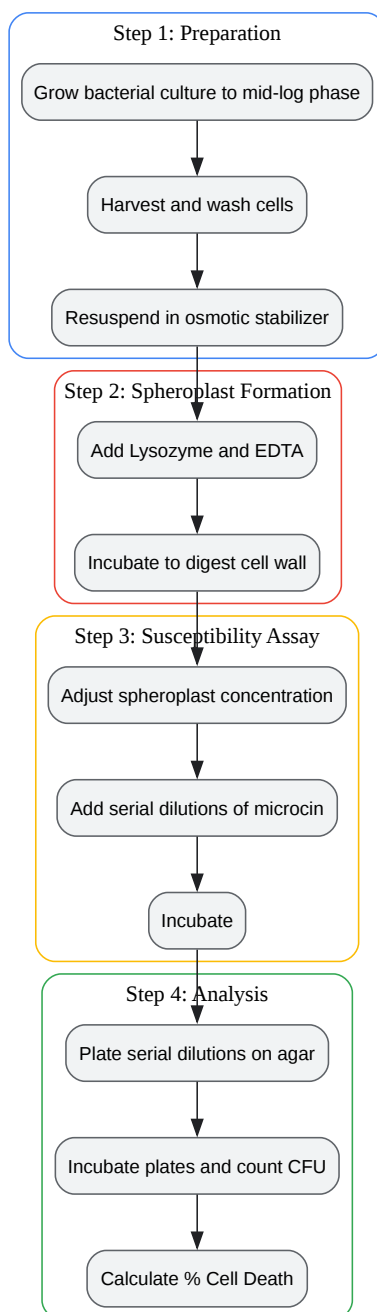 Step 1: Preparation
Grow bacterial culture to mid-log phase
Harvest and wash cells
Resuspend in osmotic stabilizer
Step 2: Spheroplast Formation
Add Lysozyme and EDTA
Incubate to digest cell wall
Step 3: Susceptibility Assay
Adjust spheroplast concentration
Add serial dilutions of microcin
Incubate
Step 4: Analysis
Plate serial dilutions on agar
Incubate plates and count CFU
Calculate % Cell Death